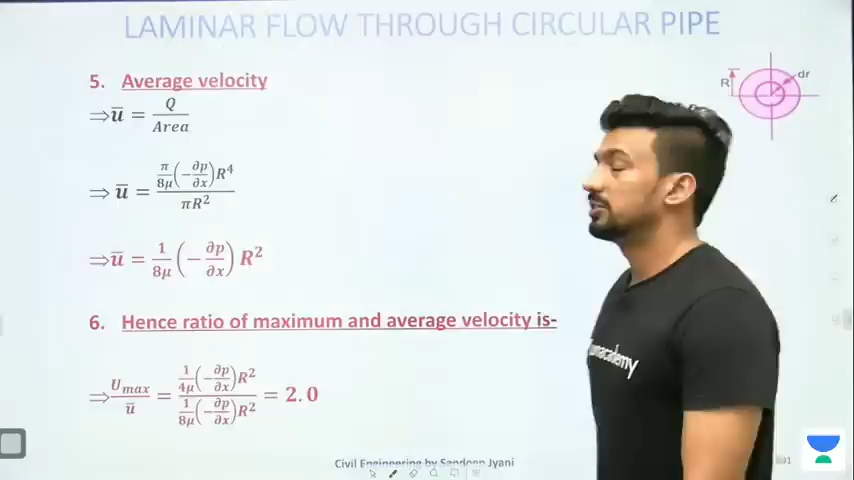 LAMINAR FLOW THROUGH CIRCULAR PIPE
5. Average velocity
⇒ū = Q / Area
⇒ ū = π/8μ (−∂p/∂x) R⁴ / πR²
⇒ū = 1/8μ (−∂p/∂x) R²
6. Hence ratio of maximum and average velocity is-
⇒ Uₘₐₓ / ū = 1/4μ (−∂p/∂x) R² / 1/8μ (−∂p/∂x) R² = 2.0
R
dr
unacademy
Civil Engineering by Sandeep Jyani